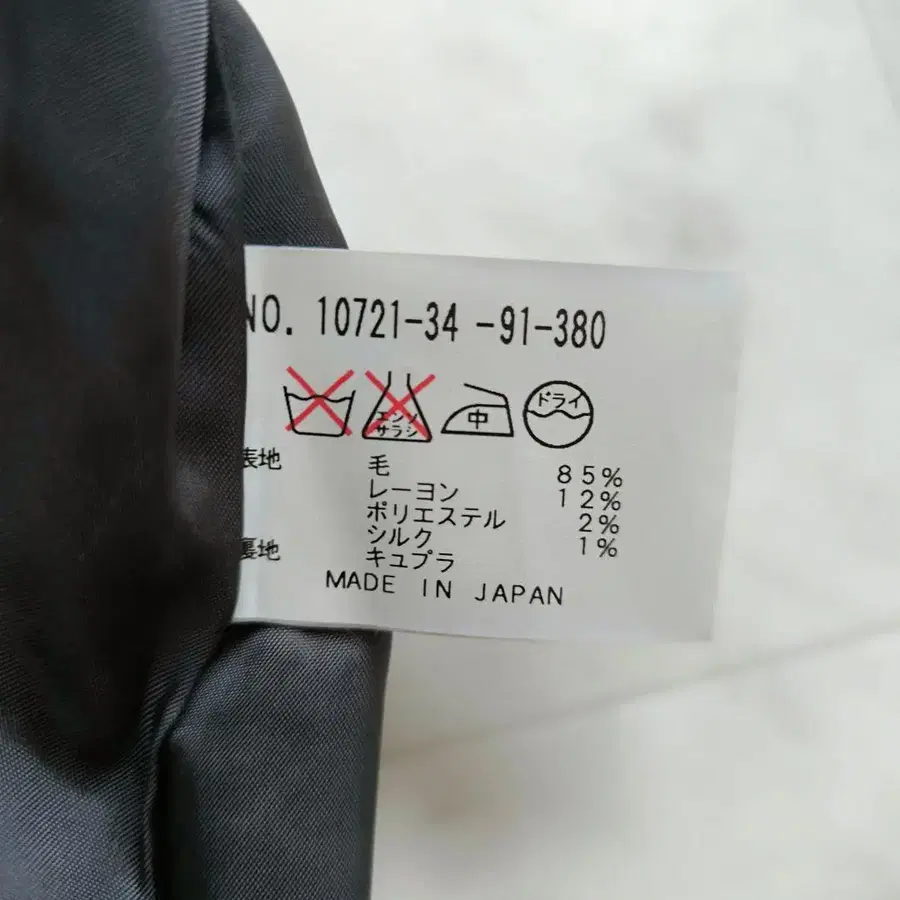 NO. 10721-34 -91-380
エンソ
サラシ
中
ドライ
表地 毛 85%
レーヨン 12%
ポリエステル 2%
シルク 1%
裏地 キュプラ
MADE IN JAPAN